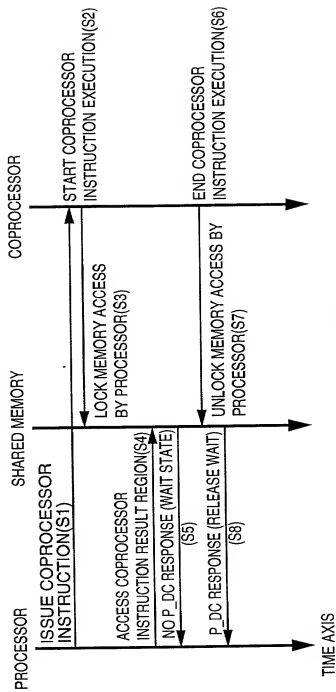 PROCESSOR
SHARED MEMORY
COPROCESSOR
ISSUE COPROCESSOR
INSTRUCTION(S1)
START COPROCESSOR
INSTRUCTION EXECUTION(S2)
LOCK MEMORY ACCESS
BY PROCESSOR(S3)
ACCESS COPROCESSOR
INSTRUCTION RESULT REGION(S4)
NO P_DC RESPONSE (WAIT STATE)
(S5)
END COPROCESSOR
INSTRUCTION EXECUTION(S6)
UNLOCK MEMORY ACCESS BY
PROCESSOR(S7)
P_DC RESPONSE (RELEASE WAIT)
(S8)
TIME AXIS